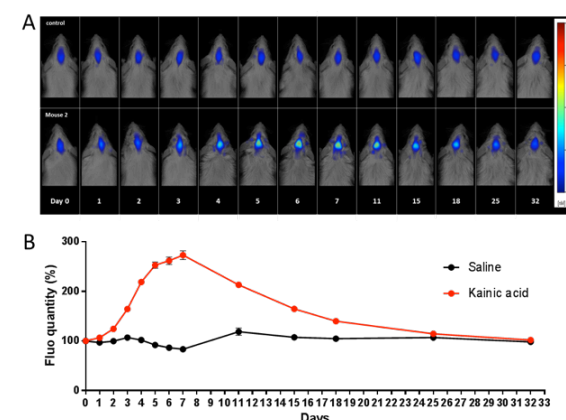 A
control
Mouse 2
Day 0 1 2 3 4 5 6 7 11 15 18 25 32
B
300
Saline
200
Kainic acid
100
0
Fluo quantity (%)
0 1 2 3 4 5 6 7 8 9 10 11 12 13 14 15 16 17 18 19 20 21 22 23 24 25 26 27 28 29 30 31 32 33
Days